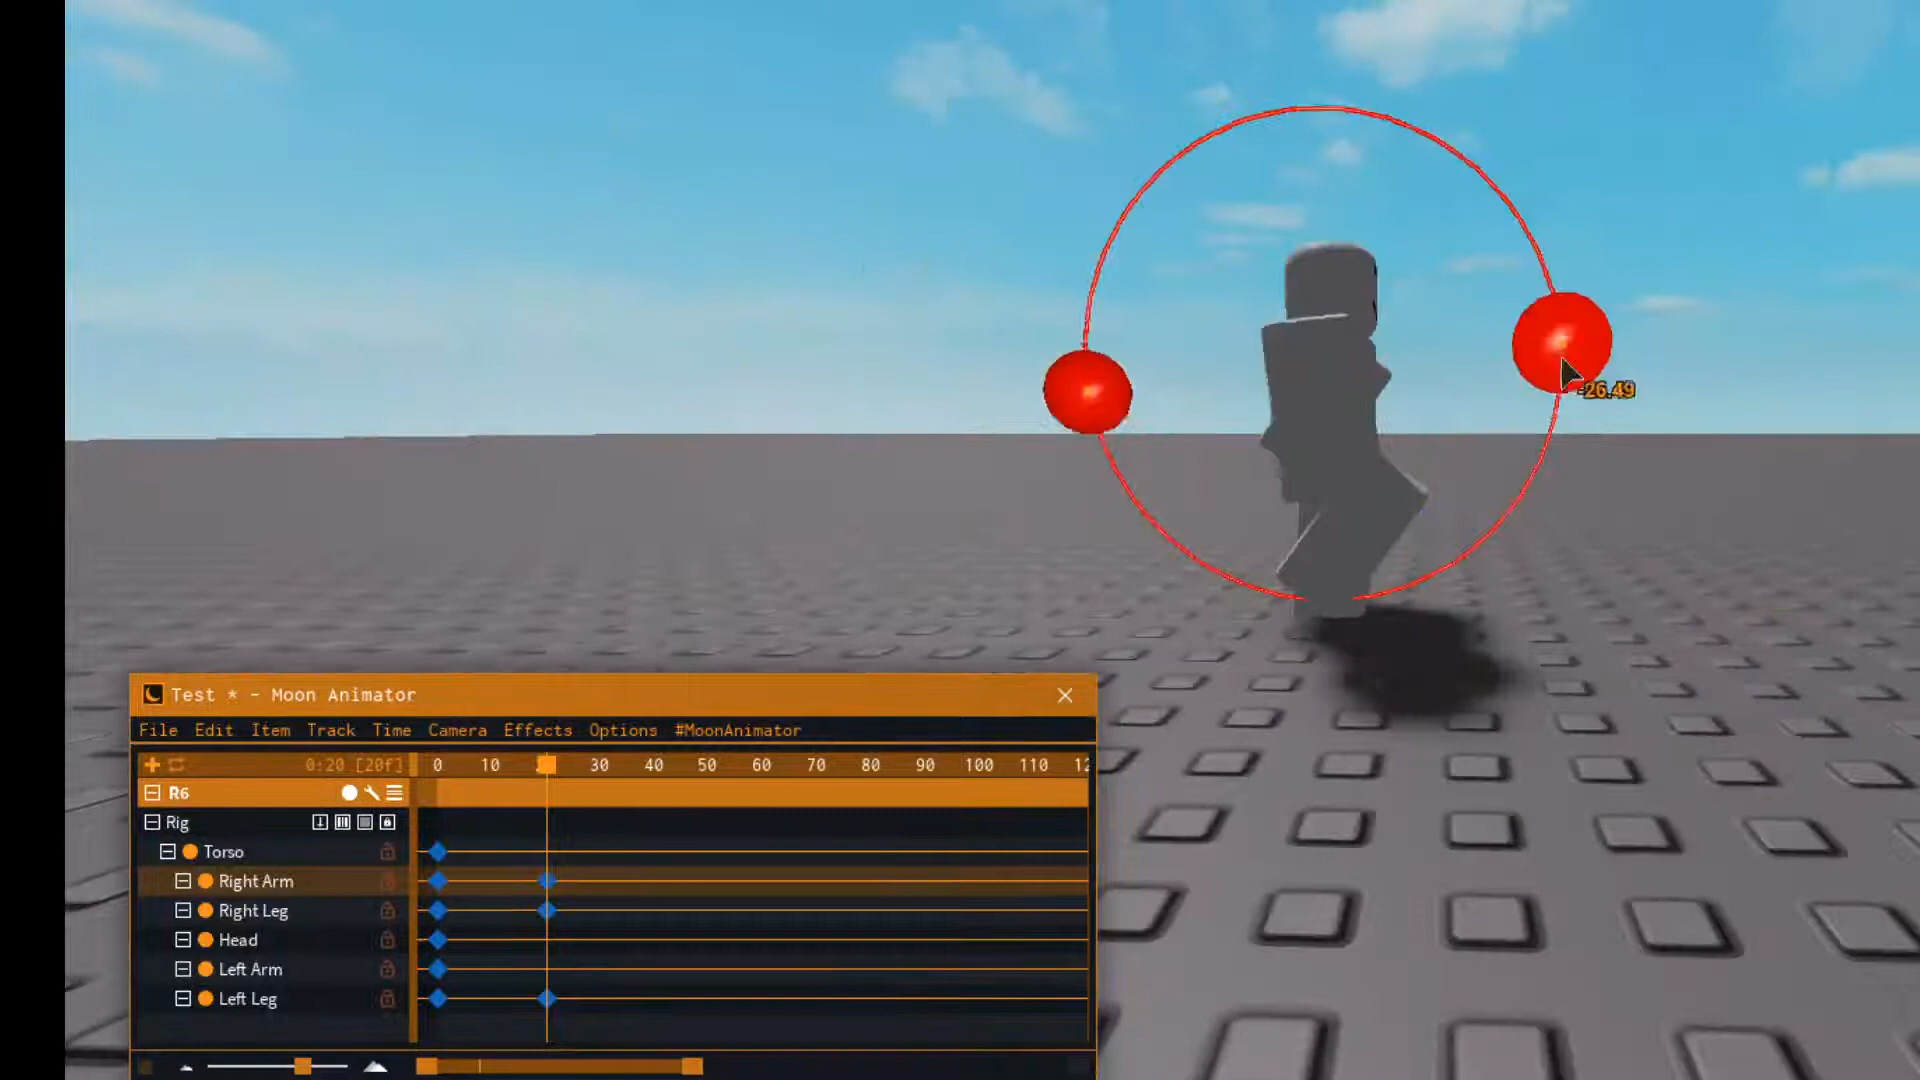 -26.49
Test * - Moon Animator
File Edit Item Track Time Camera Effects Options #MoonAnimator
0:20 [20f] 0 10 30 40 50 60 70 80 90 100 110 12
R6
Rig
Torso
Right Arm
Right Leg
Head
Left Arm
Left Leg